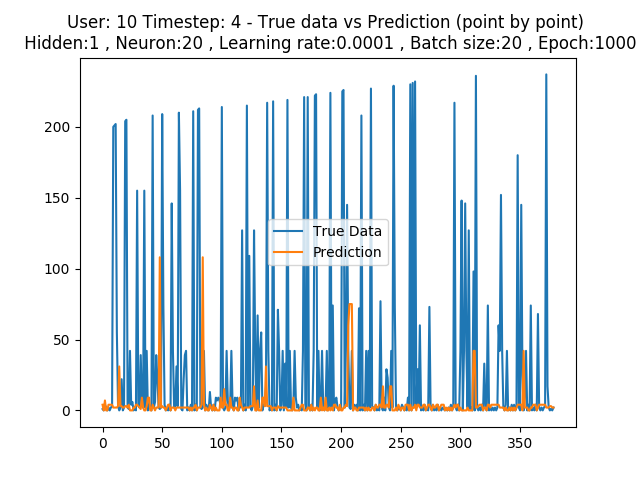 User: 10 Timestep: 4 - True data vs Prediction (point by point)
Hidden:1 , Neuron:20 , Learning rate:0.0001 , Batch size:20 , Epoch:1000
200
150
100
50
0
True Data
Prediction
0 50 100 150 200 250 300 350